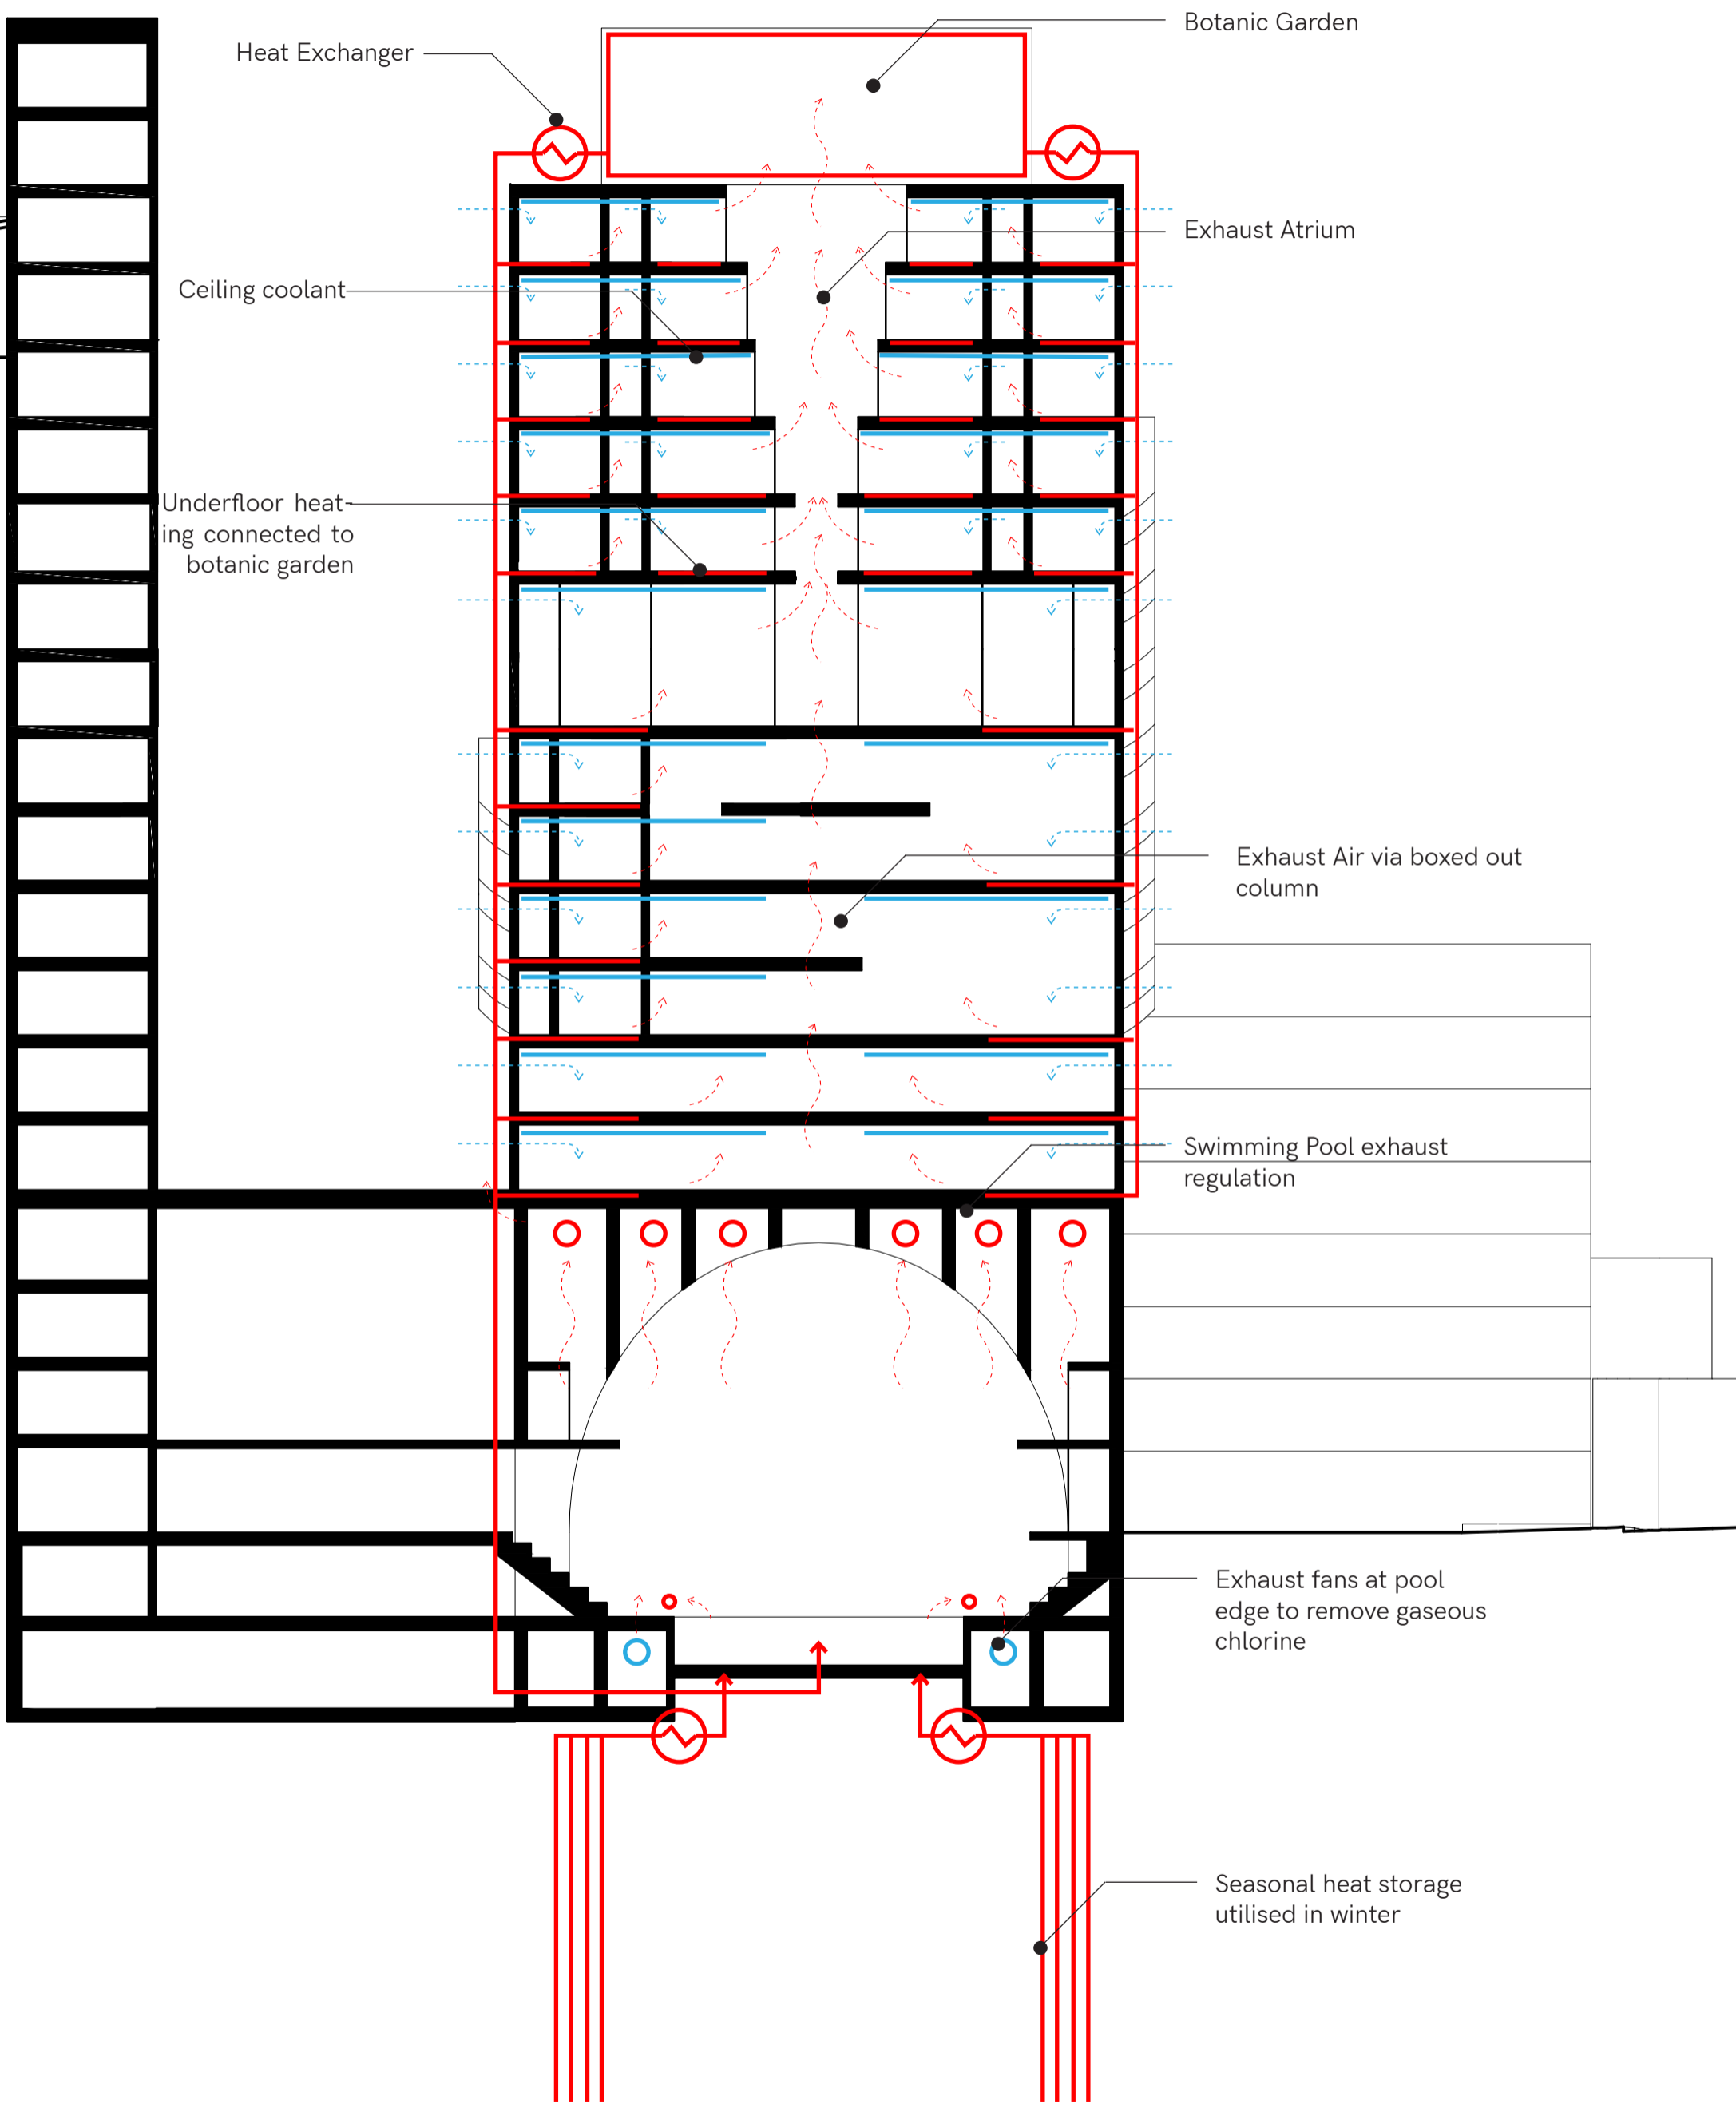 Botanic Garden
Heat Exchanger
Exhaust Atrium
Ceiling coolant
Underfloor heat-
ing connected to
botanic garden
Exhaust Air via boxed out
column
Swimming Pool exhaust
regulation
Exhaust fans at pool
edge to remove gaseous
chlorine
Seasonal heat storage
utilised in winter